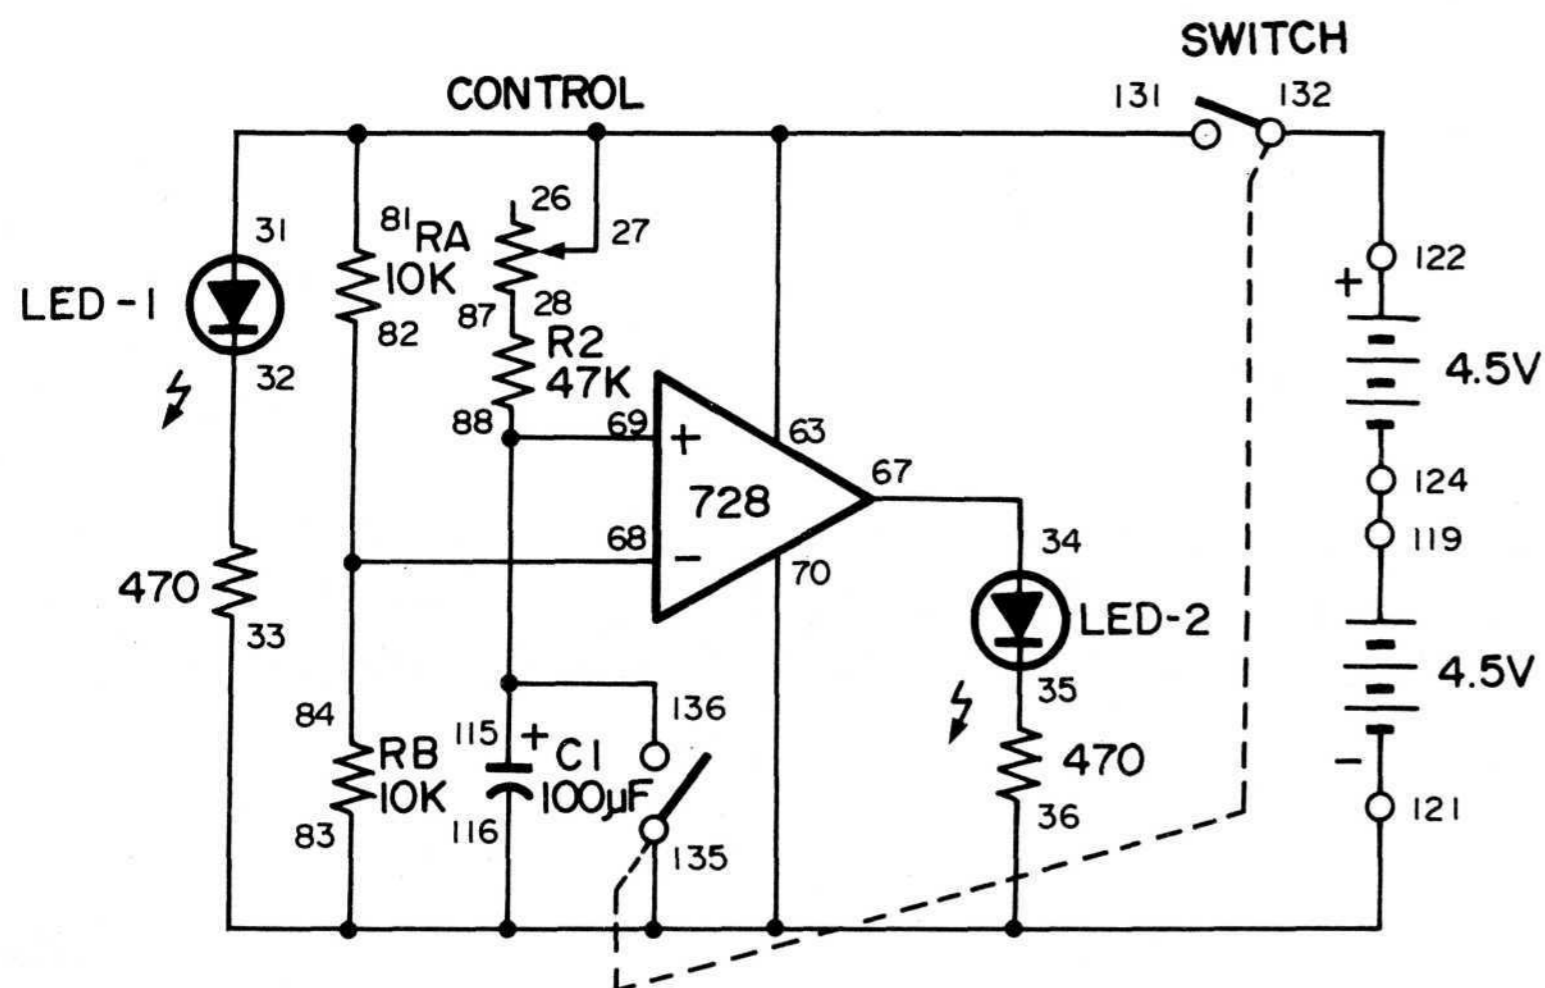 SWITCH
CONTROL
131
132
26
27
81
RA
10K
31
122
+
LED-1
82
87
28
R2
47K
4.5V
32
88
69
+
63
728
67
124
68
-
70
34
119
470
33
LED-2
35
4.5V
84
136
115
+
C1
100µF
RB
10K
470
-
83
116
135
36
121